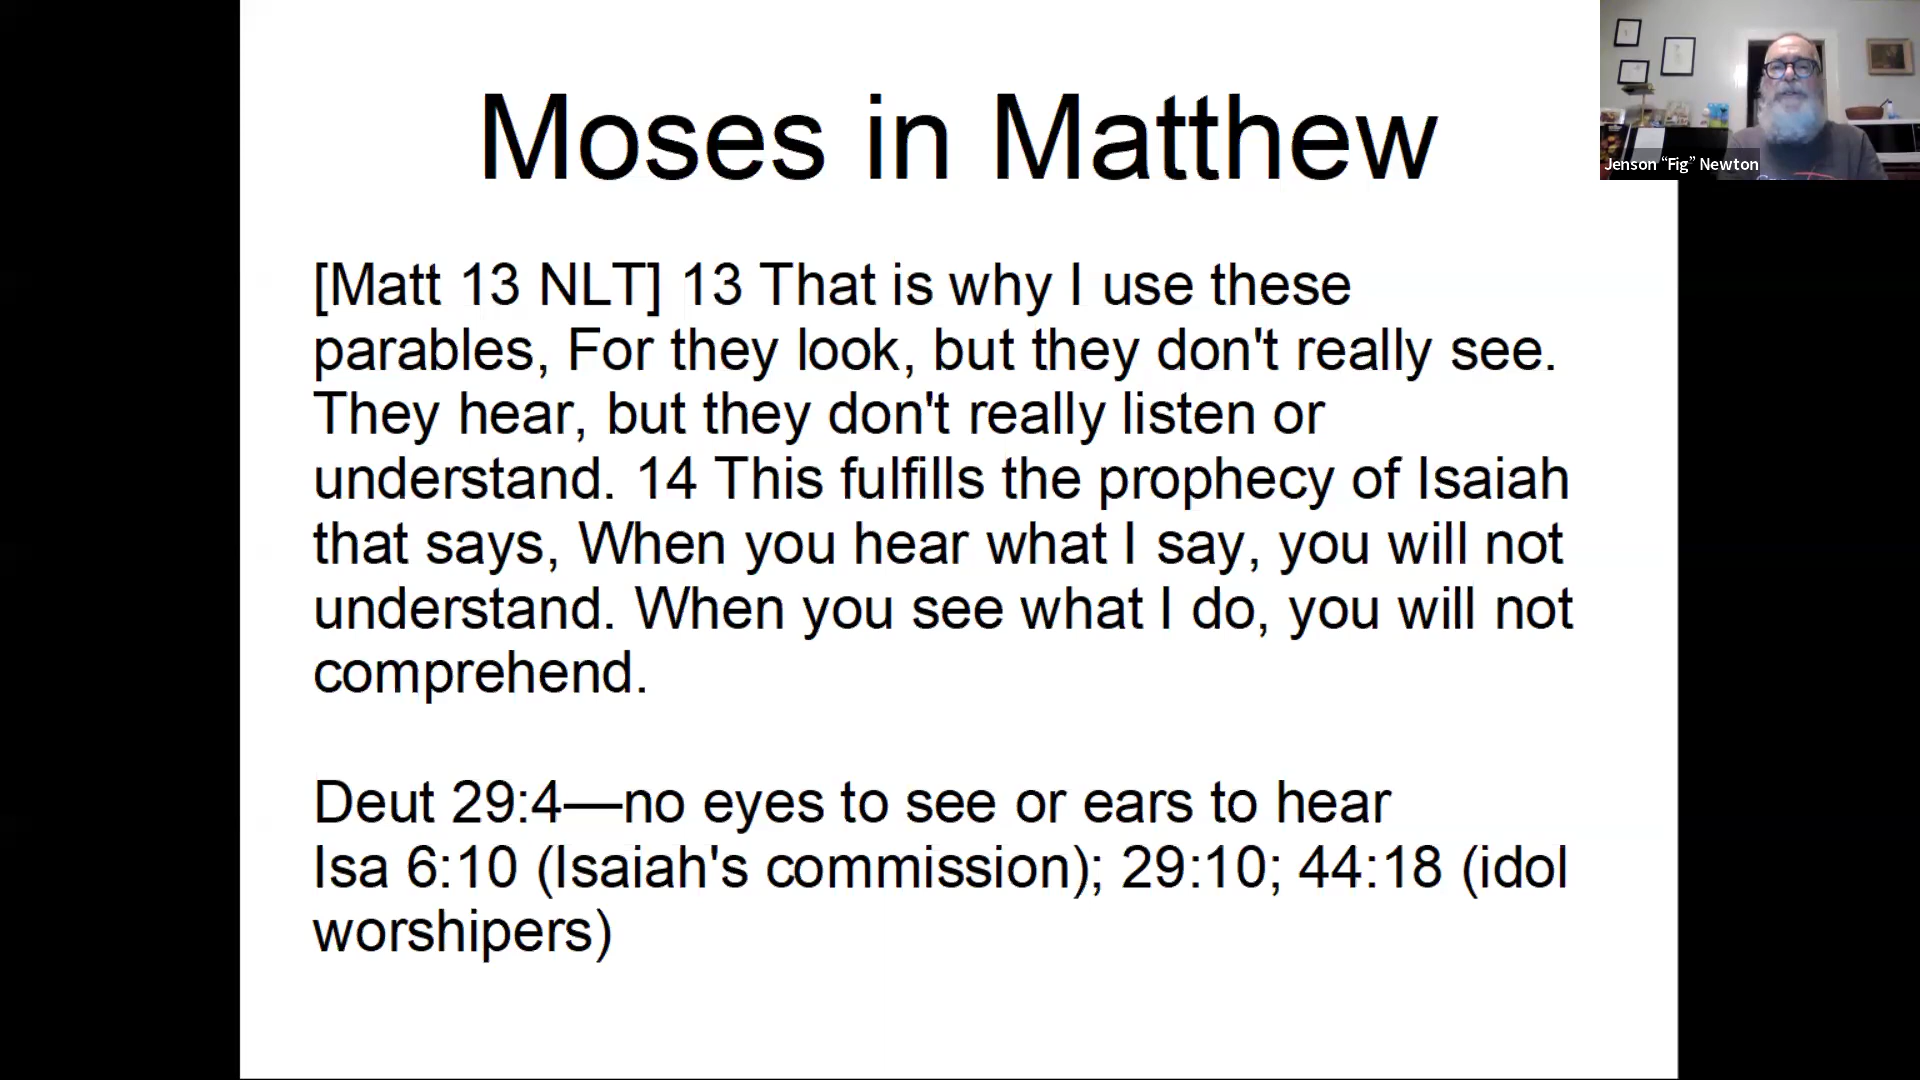 Moses in Matthew
[Matt 13 NLT] 13 That is why I use these
parables, For they look, but they don't really see.
They hear, but they don't really listen or
understand. 14 This fulfills the prophecy of Isaiah
that says, When you hear what I say, you will not
understand. When you see what I do, you will not
comprehend.
Deut 29:4—no eyes to see or ears to hear
Isa 6:10 (Isaiah's commission); 29:10; 44:18 (idol
worshipers)
Jenson “Fig” Newton